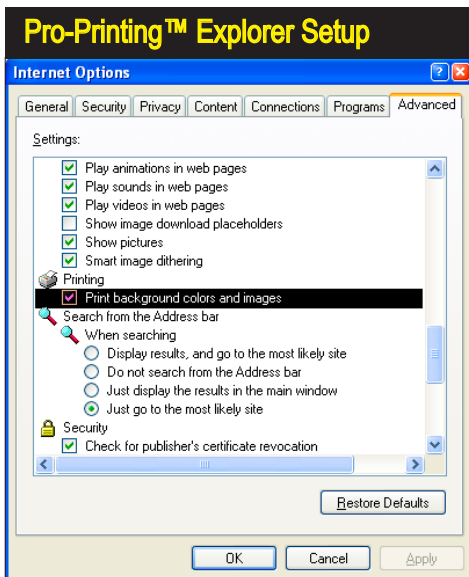 Pro-Printing™ Explorer Setup
Internet Options
General Security Privacy Content Connections Programs Advanced
Settings:
Play animations in web pages
Play sounds in web pages
Play videos in web pages
Show image download placeholders
Show pictures
Smart image dithering
Printing
Print background colors and images
Search from the Address bar
When searching
Display results, and go to the most likely site
Do not search from the Address bar
Just display the results in the main window
Just go to the most likely site
Security
Check for publisher's certificate revocation
Restore Defaults
OK Cancel Apply